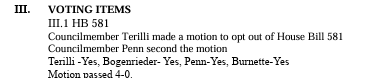 III. VOTING ITEMS
III.1 HB 581
Councilmember Terilli made a motion to opt out of House Bill 581
Councilmember Penn second the motion
Terilli -Yes, Bogenrieder- Yes, Penn-Yes, Burnette-Yes
Motion passed 4-0.